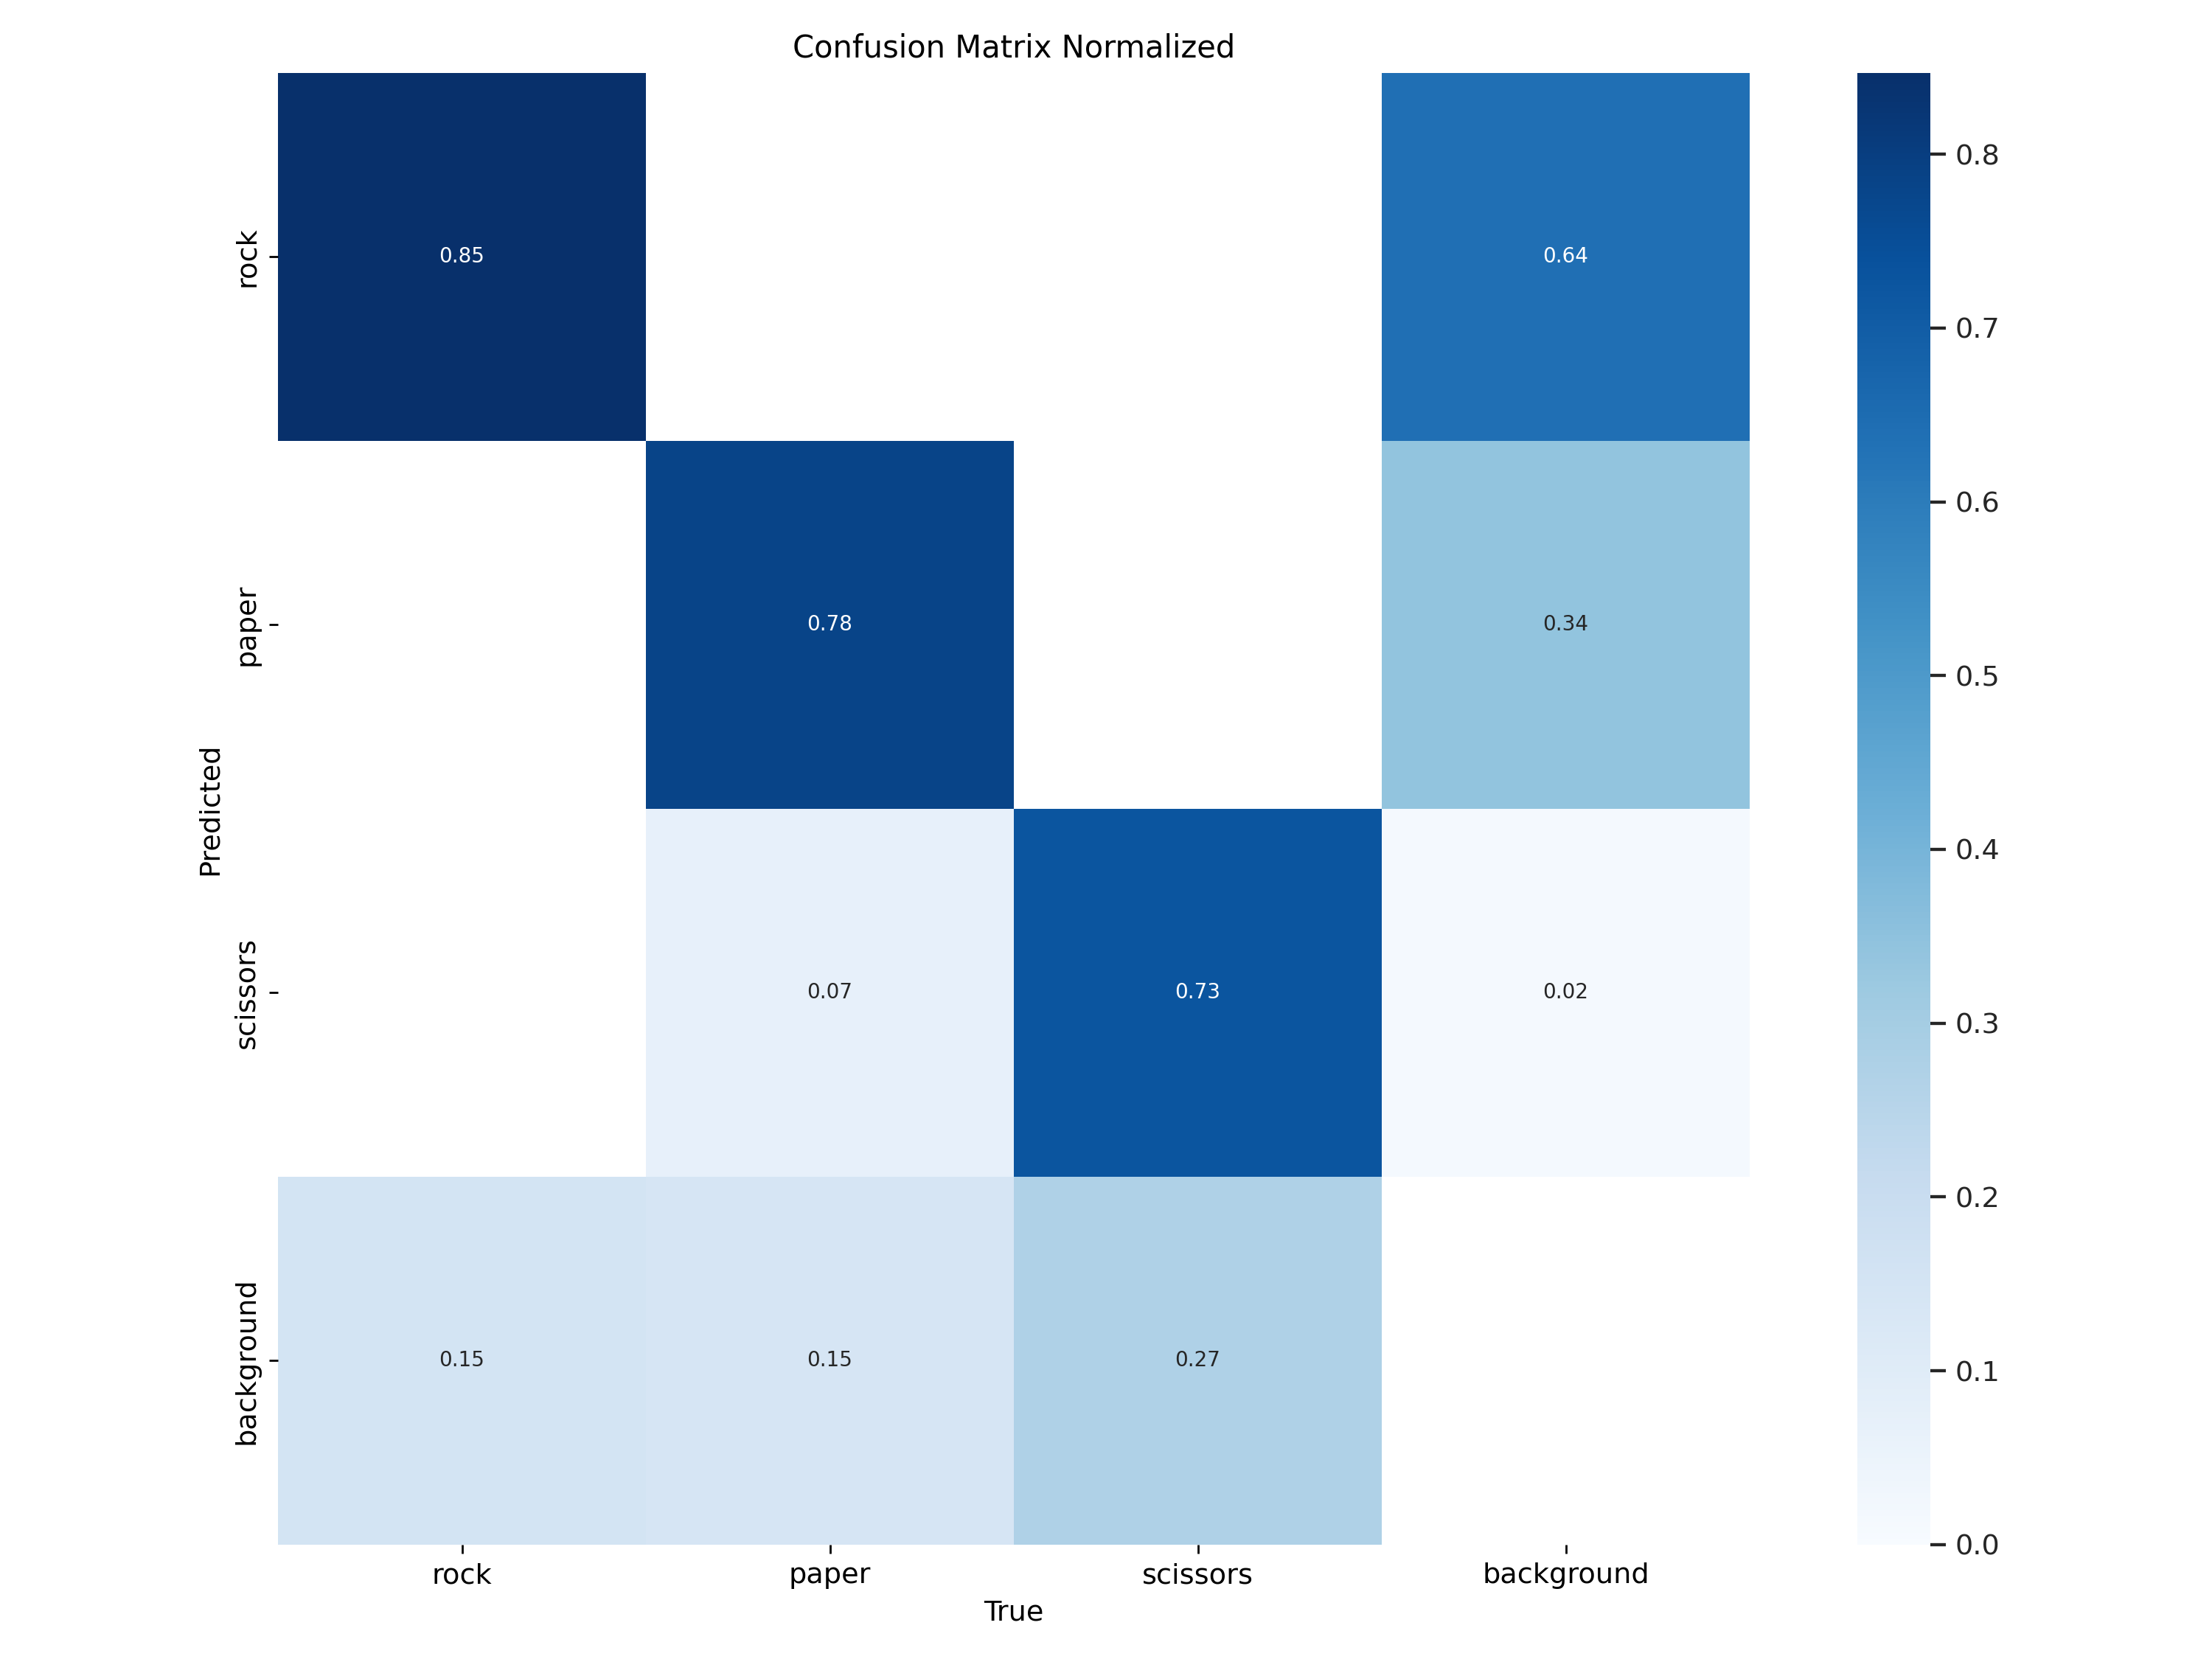 Confusion Matrix Normalized
rock
0.85
0.64
paper
0.78
0.34
scissors
0.07
0.73
0.02
background
0.15
0.15
0.27
Predicted
rock
paper
scissors
background
True
0.8
0.7
0.6
0.5
0.4
0.3
0.2
0.1
0.0